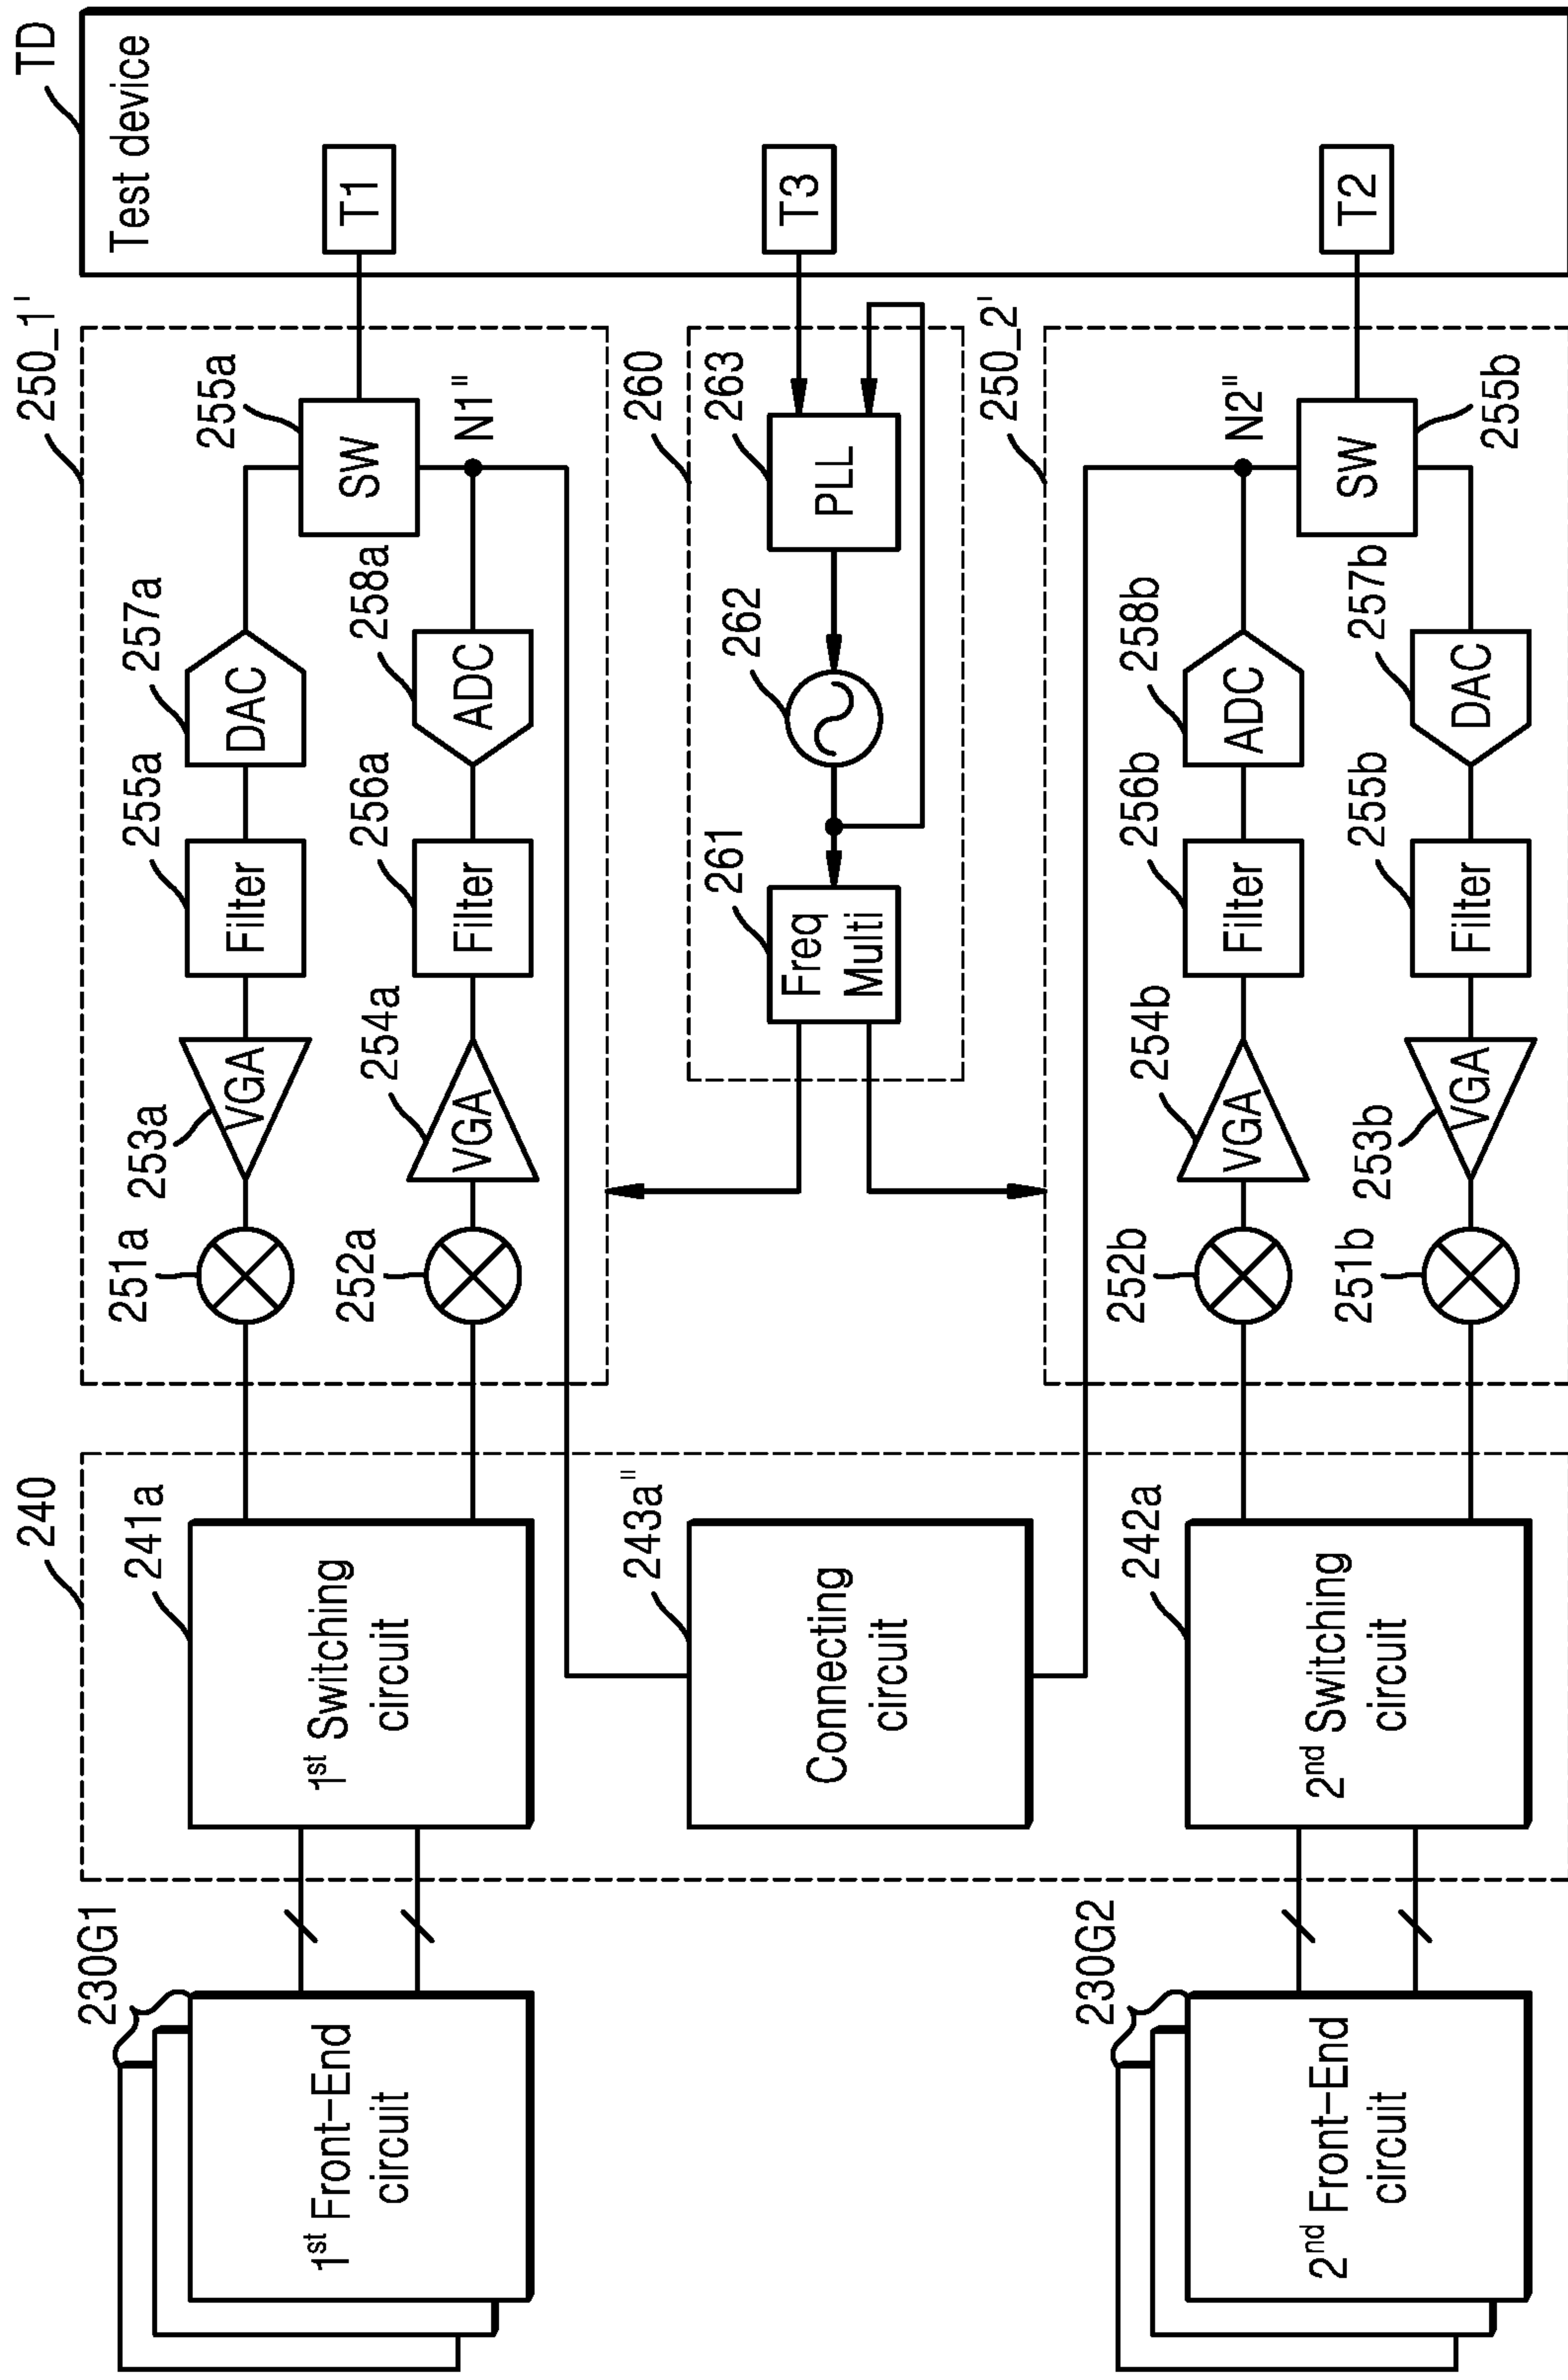 TD
Test device
T1
T3
T2
250_1'
255a
SW
N1"
257a
DAC
258a
ADC
255a
Filter
256a
Filter
253a
VGA
254a
VGA
251a
252a
260
263
PLL
262
261
Freq
Multi
250_2'
N2"
SW
255b
258b
ADC
257b
DAC
256b
Filter
255b
Filter
254b
VGA
253b
VGA
252b
251b
240
241a
1st Switching
circuit
243a"
Connecting
circuit
242a
2nd Switching
circuit
230G1
1st Front-End
circuit
230G2
2nd Front-End
circuit